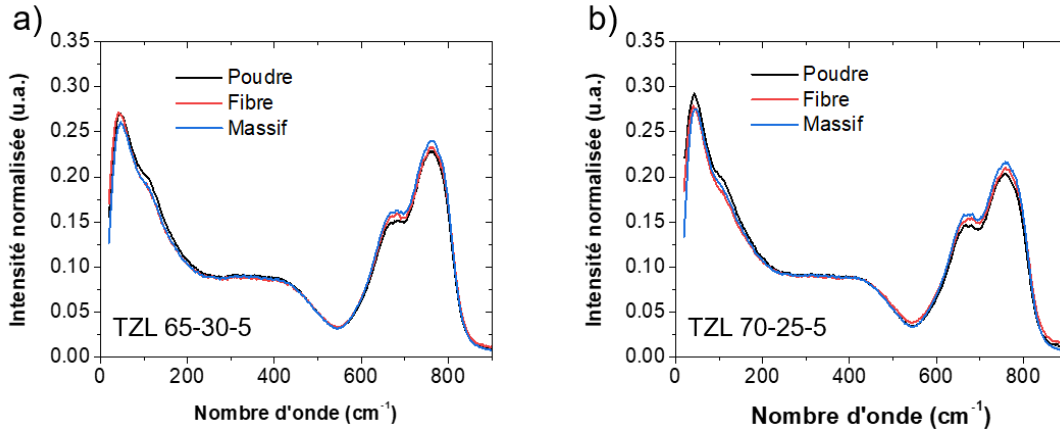 a)
0.35
0.30
0.25
0.20
0.15
0.10
0.05
0.00
Intensité normalisée (u.a.)
Poudre
Fibre
Massif
TZL 65-30-5
0 200 400 600 800
Nombre d'onde (cm⁻¹)
b)
0.35
0.30
0.25
0.20
0.15
0.10
0.05
0.00
Intensité normalisée (u.a.)
Poudre
Fibre
Massif
TZL 70-25-5
0 200 400 600 800
Nombre d'onde (cm⁻¹)